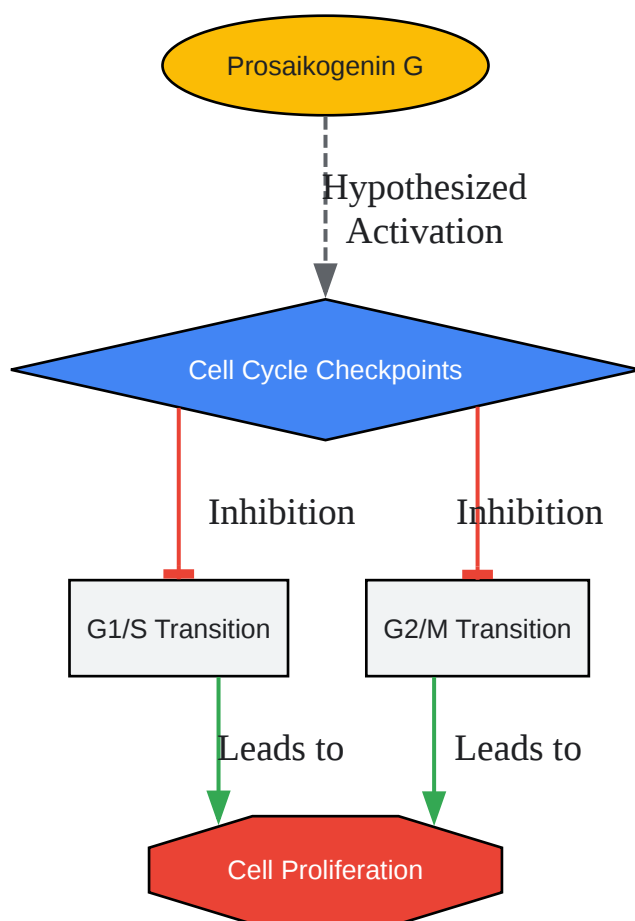 Prosaikogenin G
Hypothesized
Activation
Cell Cycle Checkpoints
Inhibition
Inhibition
G1/S Transition
G2/M Transition
Leads to
Leads to
Cell Proliferation